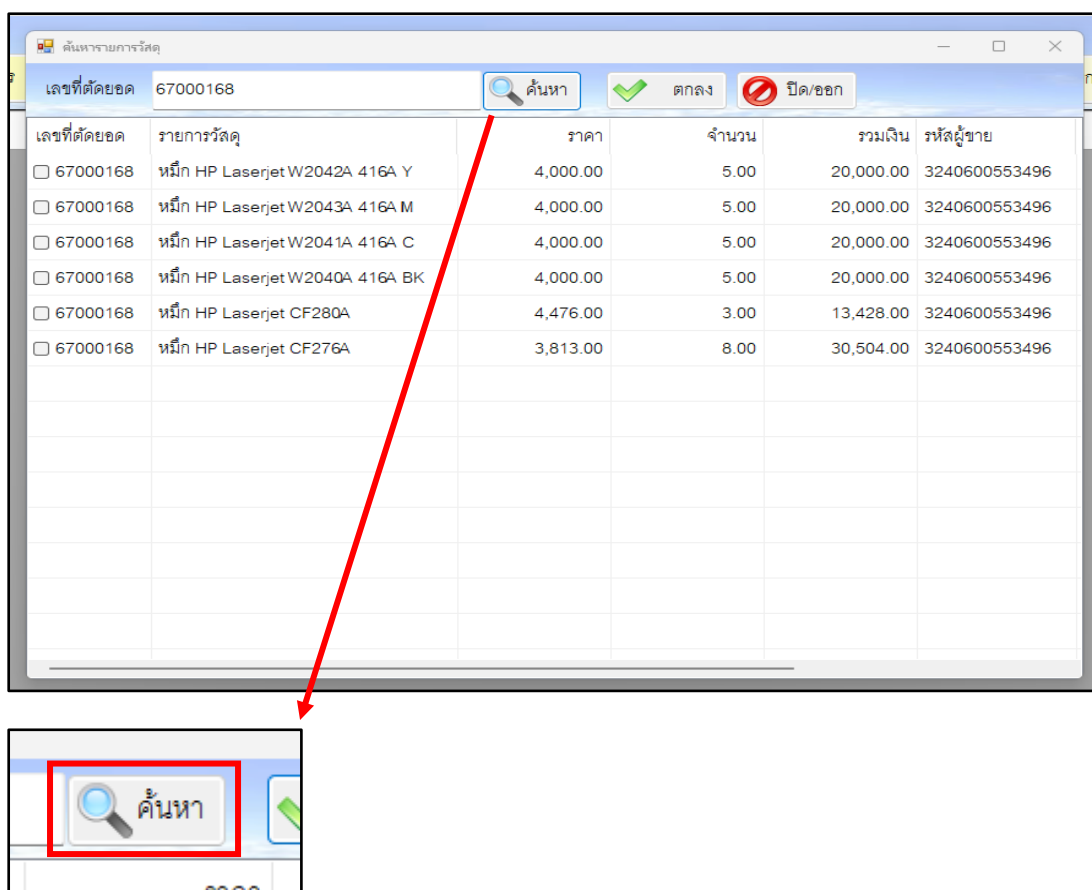 ค้นหารายการวัสดุ
เลขที่ตัดยอด 67000168 ค้นหา ตกลง ปิด/ออก
เลขที่ตัดยอด รายการวัสดุ ราคา จำนวน รวมเงิน รหัสผู้ขาย
67000168 หมึก HP Laserjet W2042A 416A Y 4,000.00 5.00 20,000.00 3240600553496
67000168 หมึก HP Laserjet W2043A 416A M 4,000.00 5.00 20,000.00 3240600553496
67000168 หมึก HP Laserjet W2041A 416A C 4,000.00 5.00 20,000.00 3240600553496
67000168 หมึก HP Laserjet W2040A 416A BK 4,000.00 5.00 20,000.00 3240600553496
67000168 หมึก HP Laserjet CF280A 4,476.00 3.00 13,428.00 3240600553496
67000168 หมึก HP Laserjet CF276A 3,813.00 8.00 30,504.00 3240600553496
ค้นหา